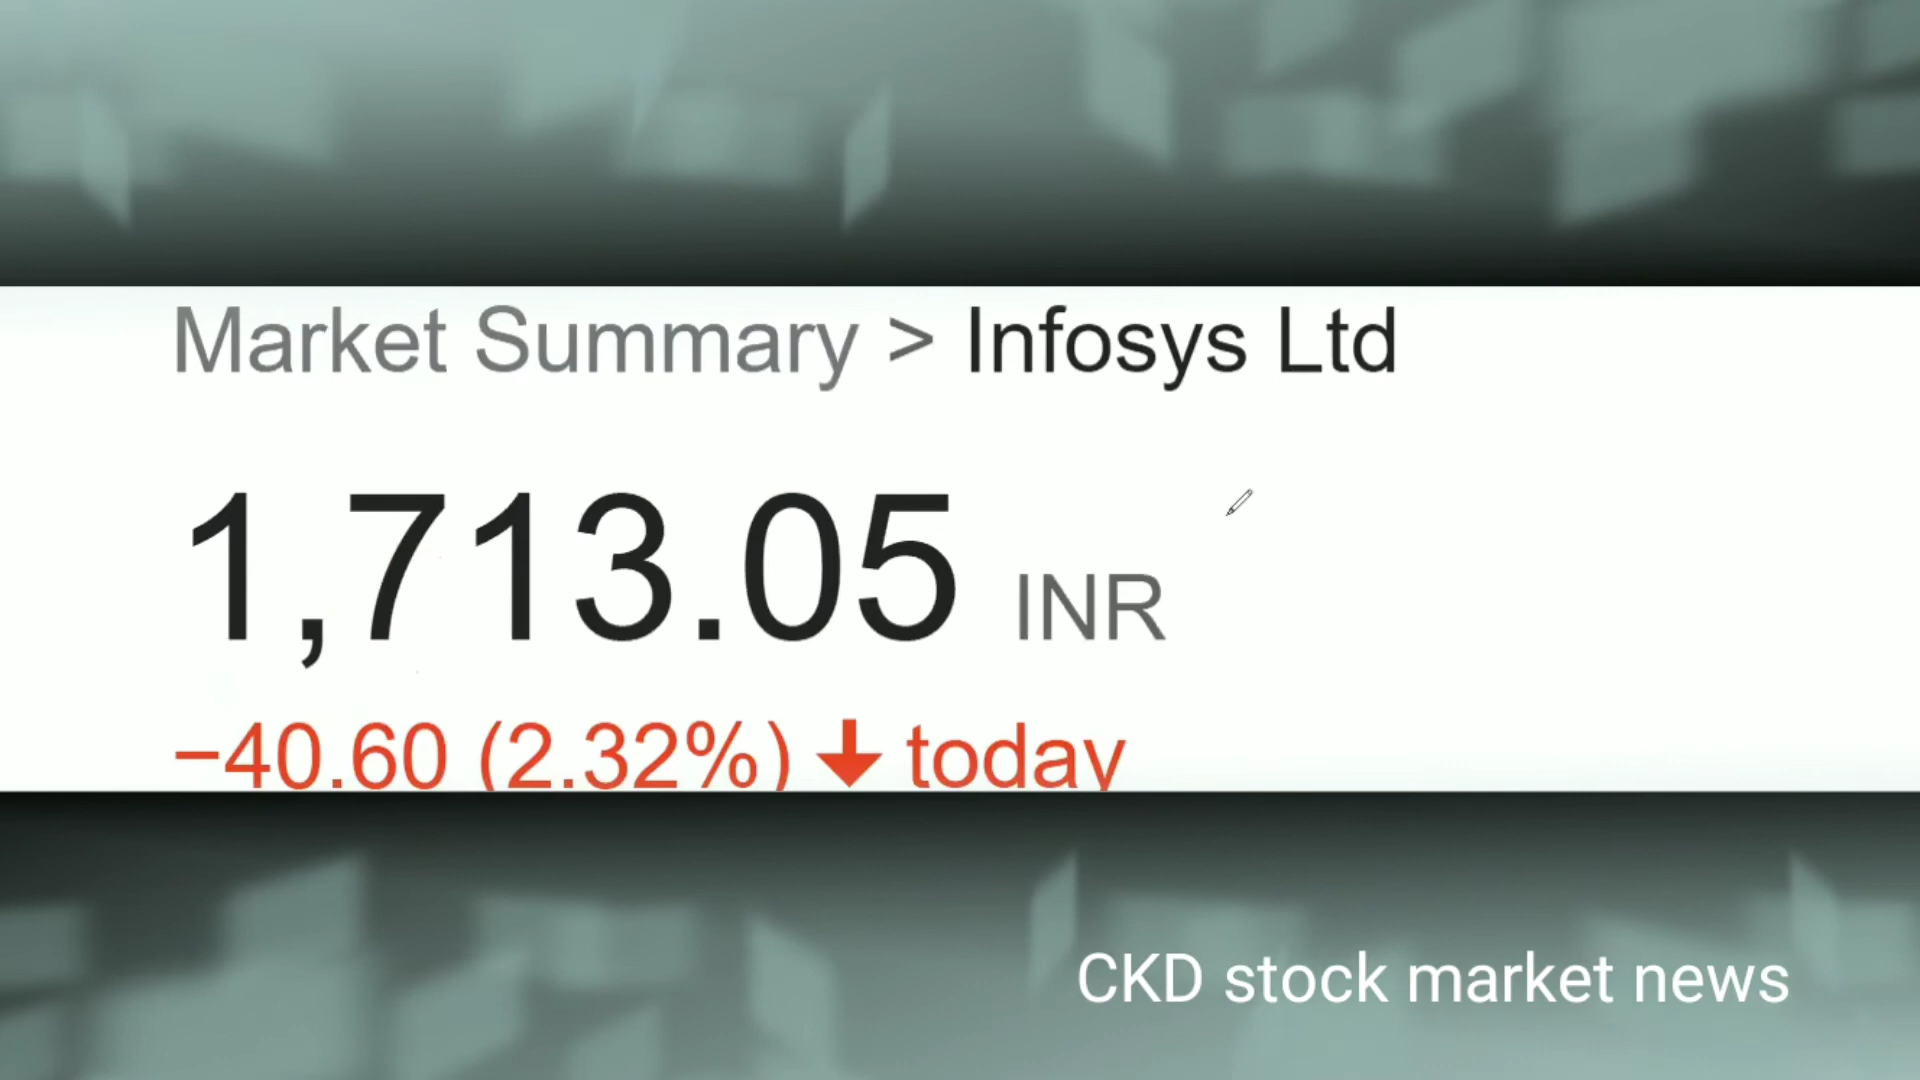 Market Summary > Infosys Ltd
1,713.05 INR
−40.60 (2.32%) ↓ today
CKD stock market news